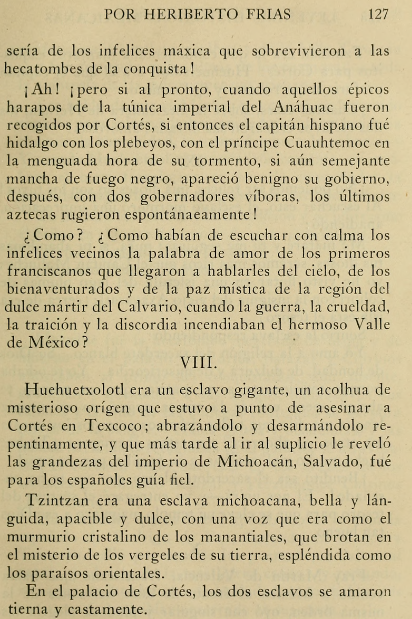 POR HERIBERTO FRIAS 127
sería de los infelices máxica que sobrevivieron a las
hecatombes de la conquista!
¡Ah! ¡pero si al pronto, cuando aquellos épicos
harapos de la túnica imperial del Anáhuac fueron
recogidos por Cortés, si entonces el capitán hispano fué
hidalgo con los plebeyos, con el príncipe Cuauhtemoc en
la menguada hora de su tormento, si aún semejante
mancha de fuego negro, apareció benigno su gobierno,
después, con dos gobernadores víboras, los últimos
aztecas rugieron espontánaeamente!
¿Como? ¿Como habían de escuchar con calma los
infelices vecinos la palabra de amor de los primeros
franciscanos que llegaron a hablarles del cielo, de los
bienaventurados y de la paz mística de la región del
dulce mártir del Calvario, cuando la guerra, la crueldad,
la traición y la discordia incendiaban el hermoso Valle
de México?
VIII.
Huehuetxolotl era un esclavo gigante, un acolhua de
misterioso orígen que estuvo a punto de asesinar a
Cortés en Texcoco; abrazándolo y desarmándolo re-
pentinamente, y que más tarde al ir al suplicio le reveló
las grandezas del imperio de Michoacán, Salvado, fué
para los españoles guía fiel.
Tzintzan era una esclava michoacana, bella y lán-
guida, apacible y dulce, con una voz que era como el
murmurio cristalino de los manantiales, que brotan en
el misterio de los vergeles de su tierra, espléndida como
los paraísos orientales.
En el palacio de Cortés, los dos esclavos se amaron
tierna y castamente.